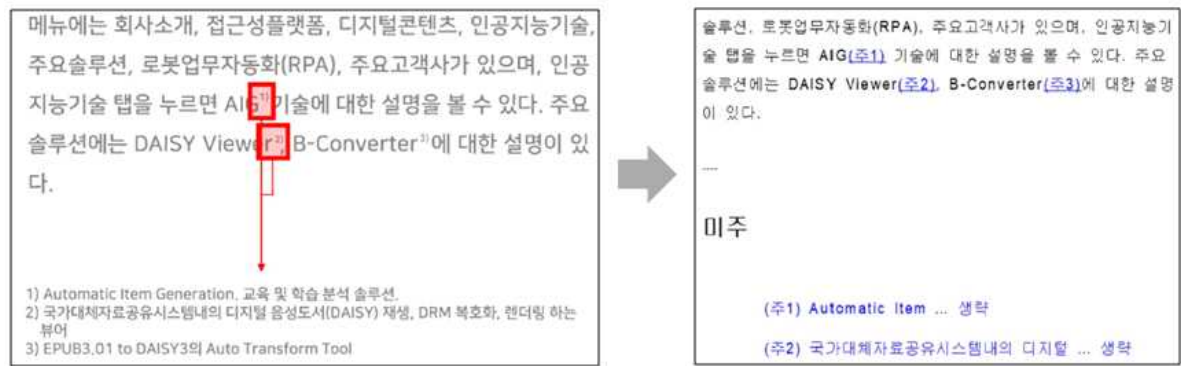 메뉴에는 회사소개, 접근성플랫폼, 디지털콘텐츠, 인공지능기술,
주요솔루션, 로봇업무자동화(RPA), 주요고객사가 있으며, 인공
지능기술 탭을 누르면 AIG1) 기술에 대한 설명을 볼 수 있다. 주요
솔루션에는 DAISY Viewer2), B-Converter3)에 대한 설명이 있
다.
1) Automatic Item Generation, 교육 및 학습 분석 솔루션.
2) 국가대체자료공유시스템내의 디지털 음성도서(DAISY) 재생, DRM 복호화, 렌더링 하는
뷰어
3) EPUB3.01 to DAISY3의 Auto Transform Tool
솔루션, 로봇업무자동화(RPA), 주요고객사가 있으며, 인공지능기
술 탭을 누르면 AIG(주1) 기술에 대한 설명을 볼 수 있다. 주요
솔루션에는 DAISY Viewer(주2), B-Converter(주3)에 대한 설명
이 있다.
----
미주
(주1) Automatic Item ... 생략
(주2) 국가대체자료공유시스템내의 디지털 ... 생략